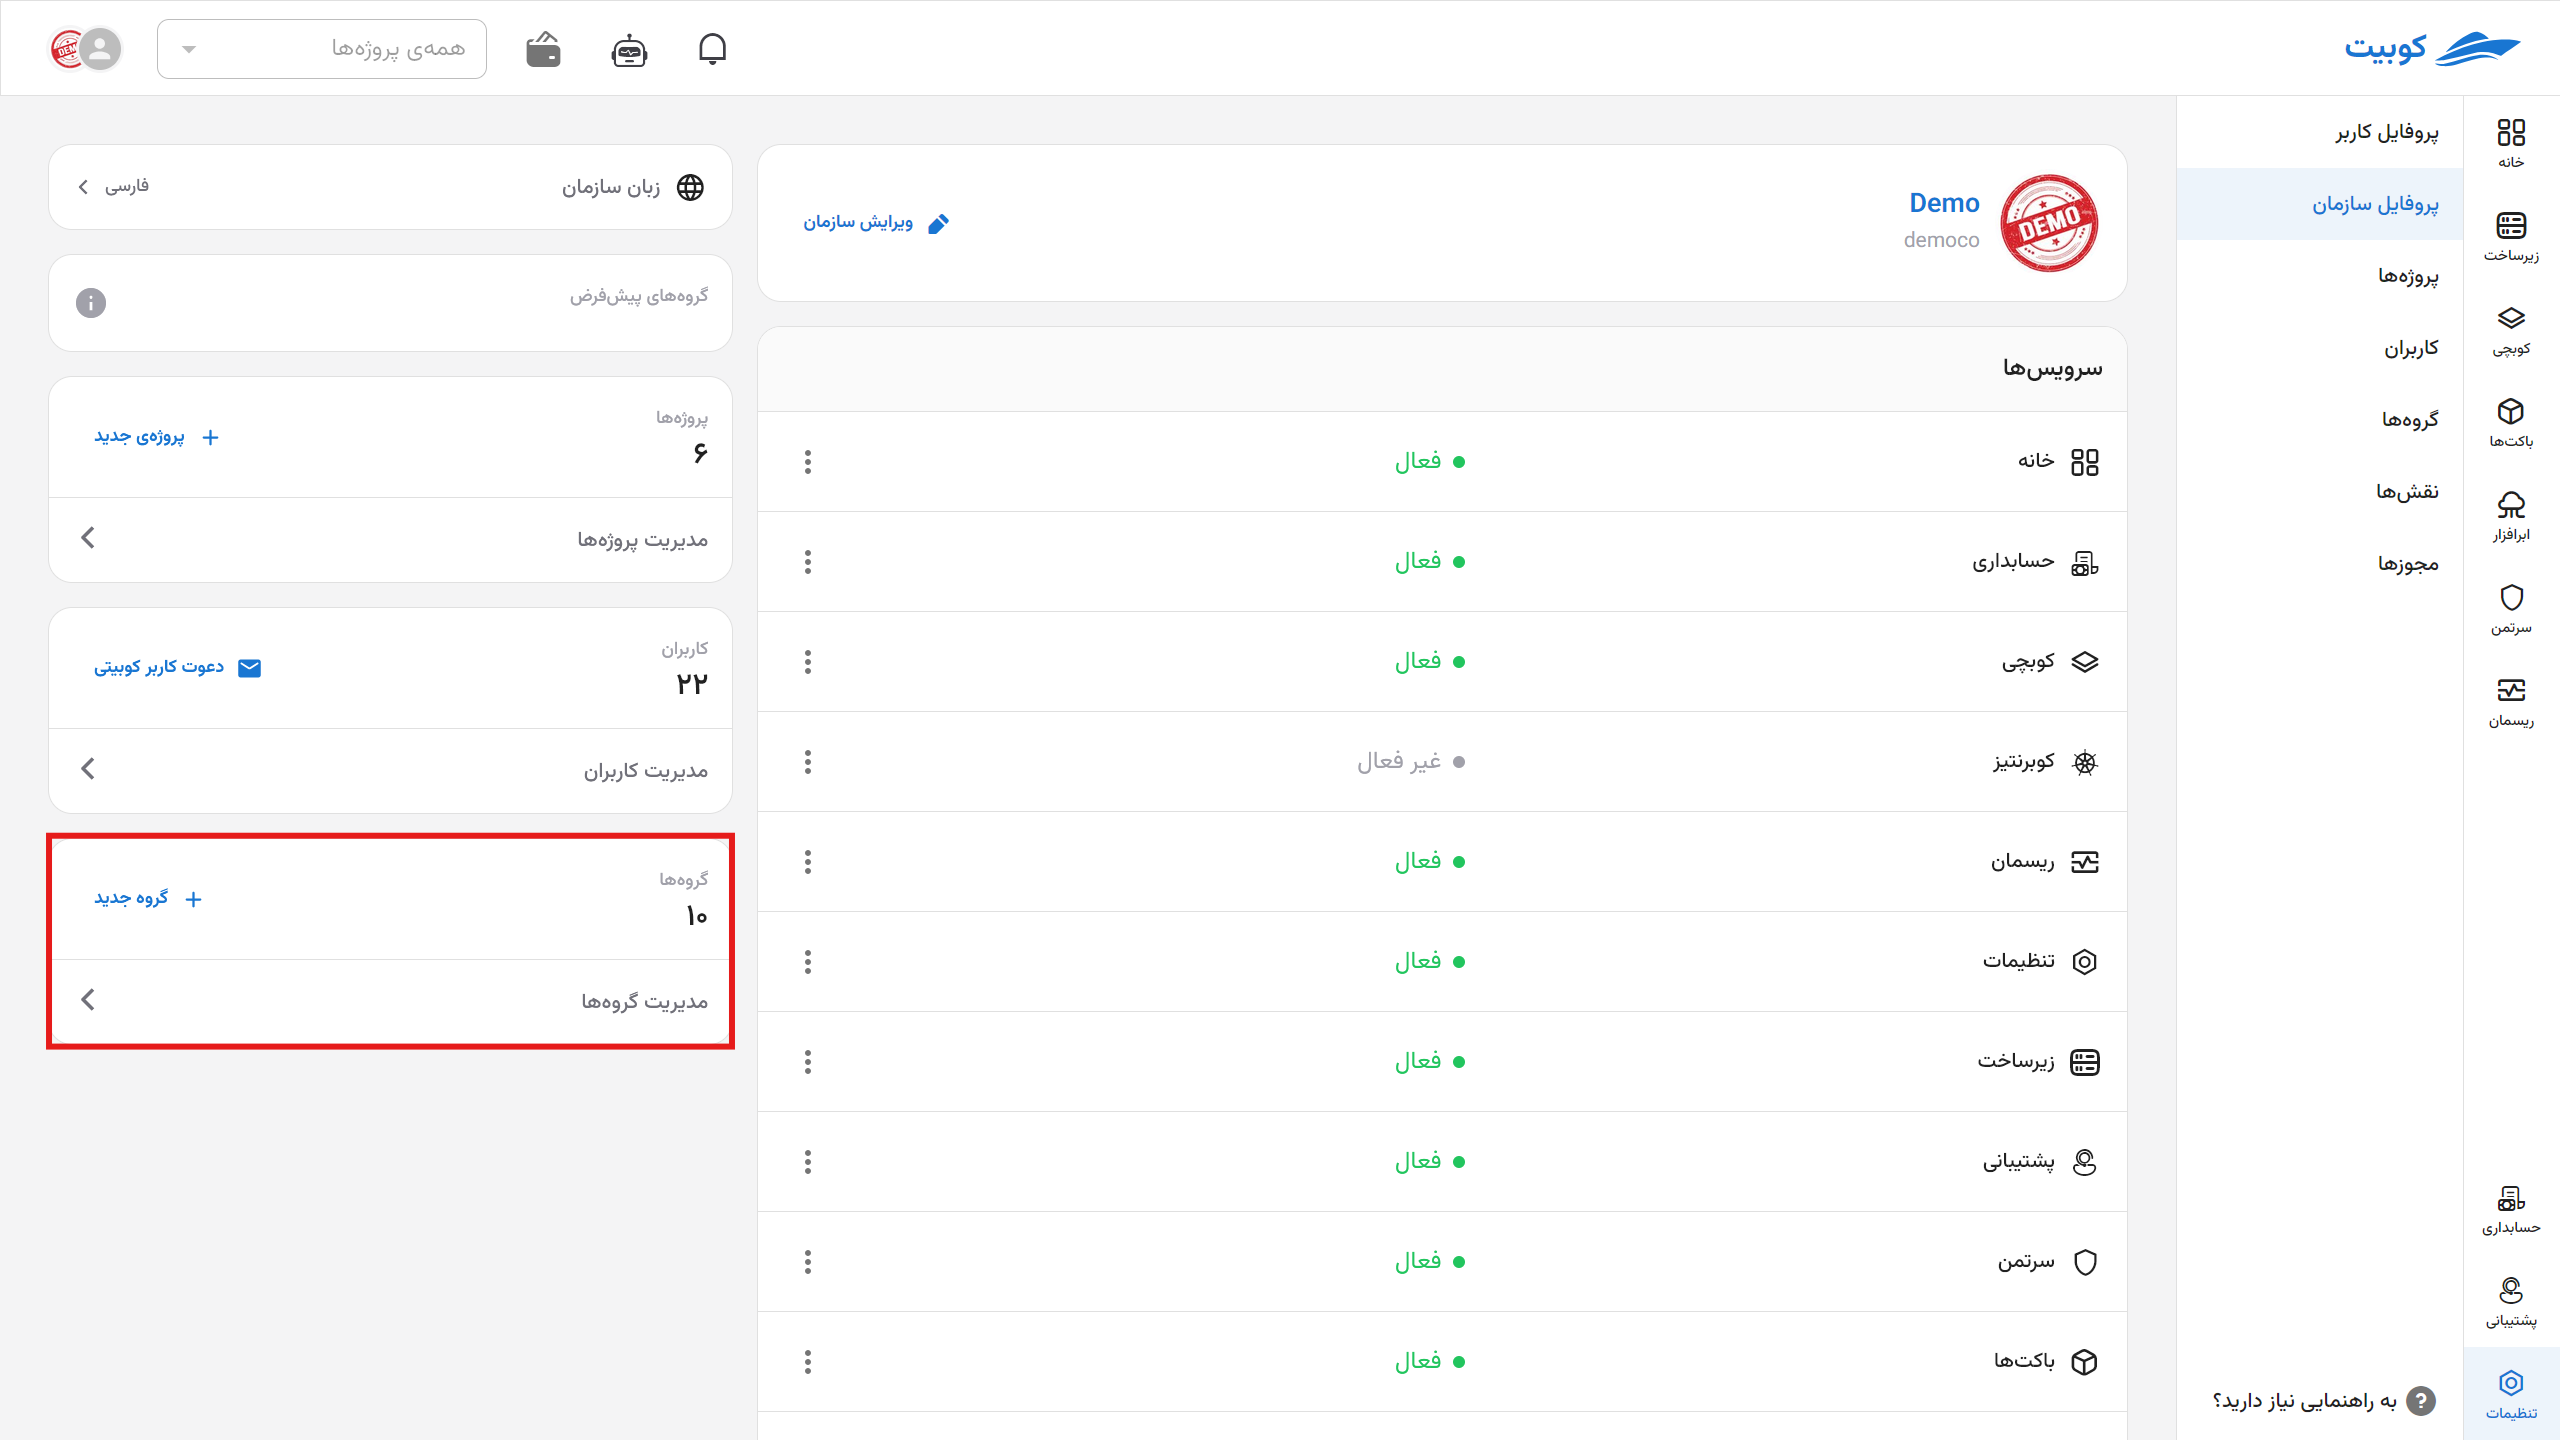 کوبیت
همه‌ی پروژه‌ها
DEMO
خانه
زیرساخت
کوبچی
باکت‌ها
ابرافزار
سرتمن
ریسمان
حسابداری
پشتیبانی
تنظیمات
پروفایل کاربر
پروفایل سازمان
پروژه‌ها
کاربران
گروه‌ها
نقش‌ها
مجوزها
به راهنمایی نیاز دارید؟
DEMO
Demo
democo
ویرایش سازمان
سرویس‌ها
خانه فعال
حسابداری فعال
کوبچی فعال
کوبرنتیز غیر فعال
ریسمان فعال
تنظیمات فعال
زیرساخت فعال
پشتیبانی فعال
سرتمن فعال
باکت‌ها فعال
زبان سازمان فارسی
گروه‌های پیش‌فرض
پروژه‌ها
۶
+ پروژه‌ی جدید
مدیریت پروژه‌ها
کاربران
۲۲
دعوت کاربر کوبیتی
مدیریت کاربران
گروه‌ها
۱۰
+ گروه جدید
مدیریت گروه‌ها